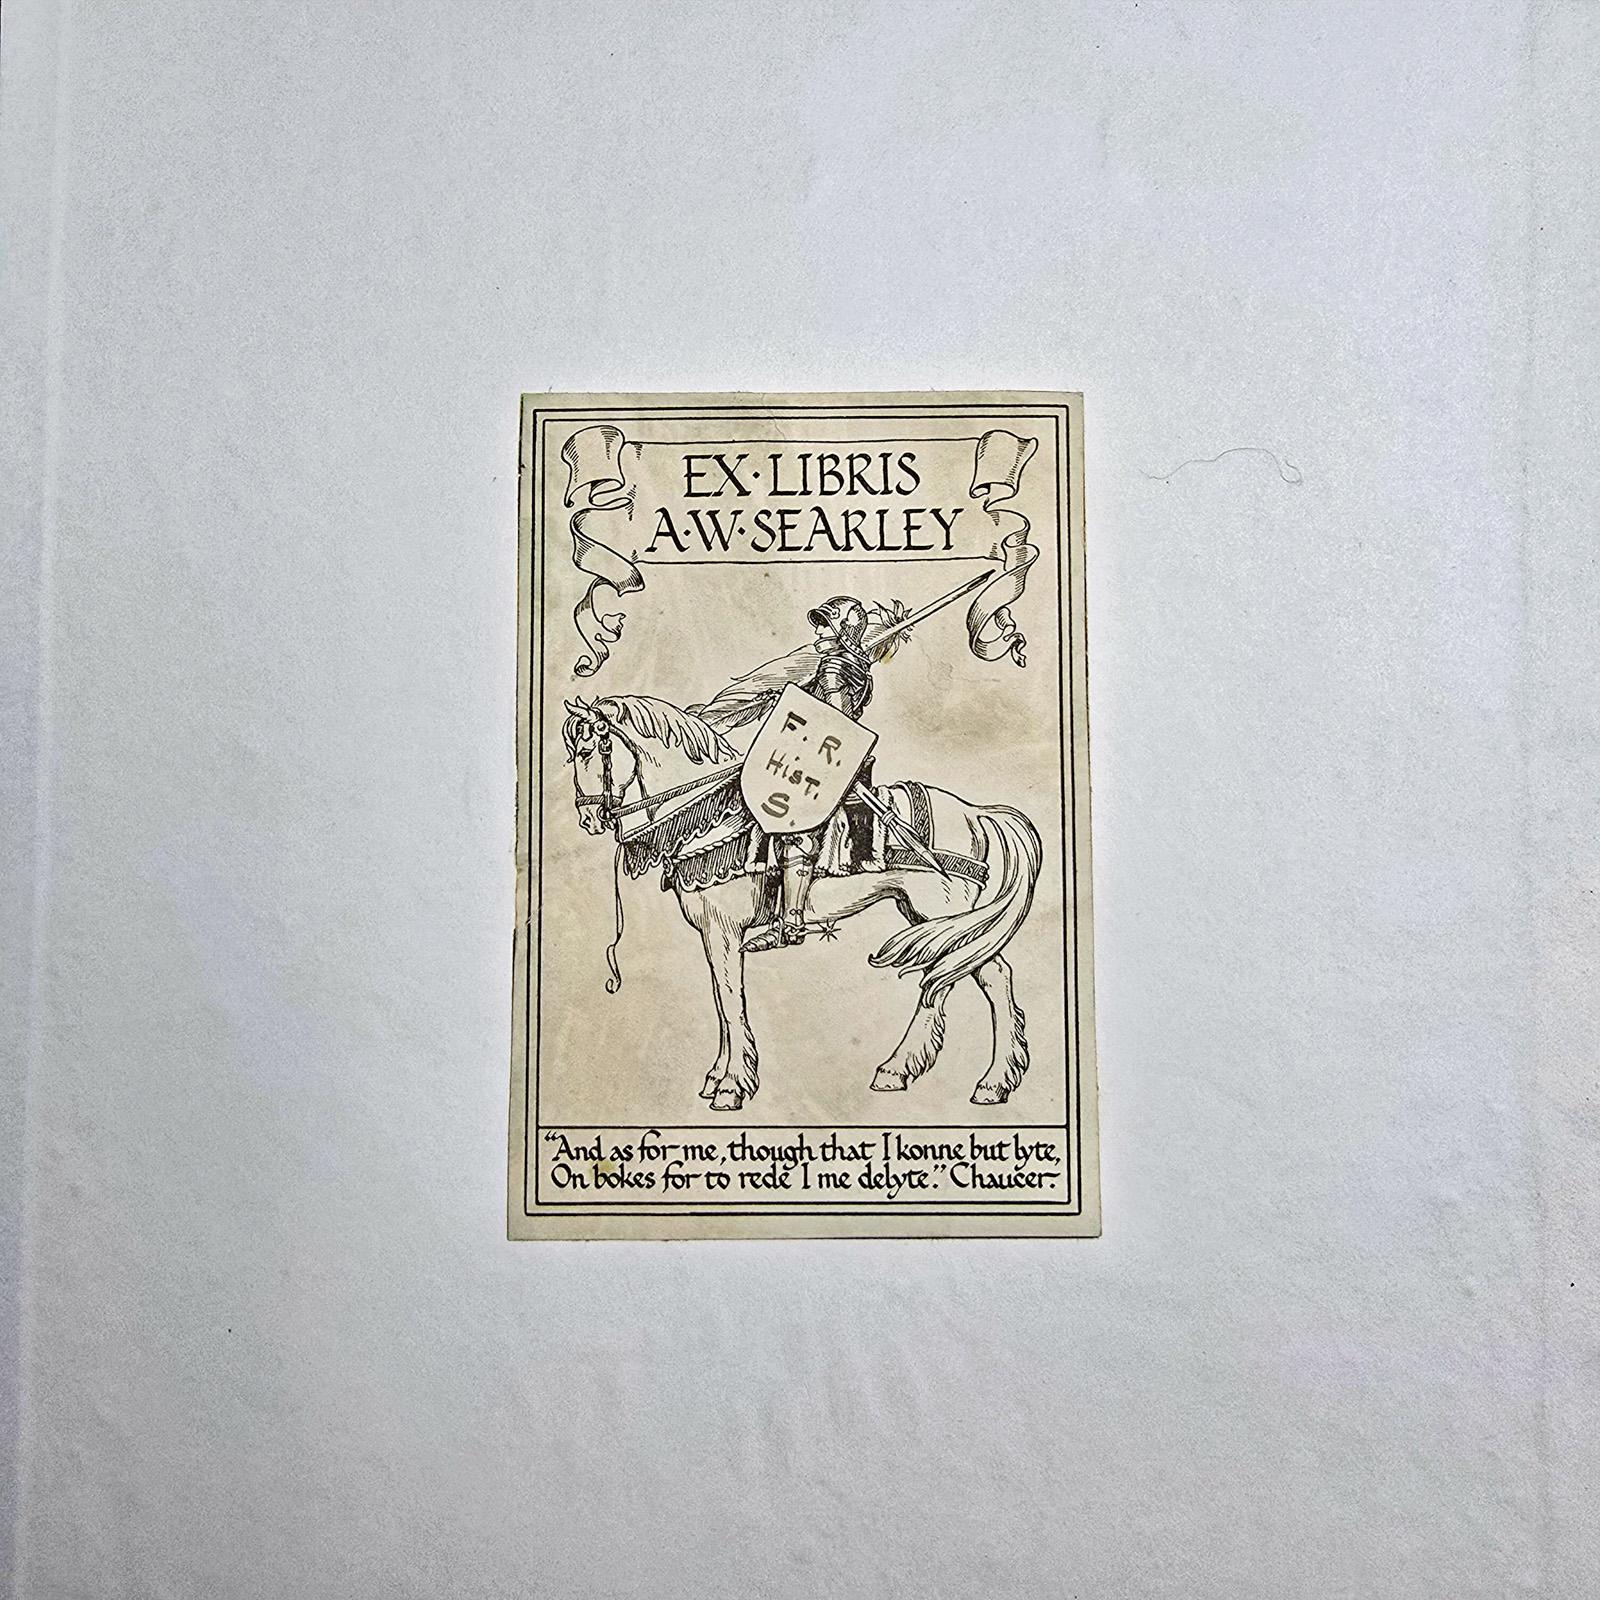 EX·LIBRIS
A·W·SEARLEY
F. R.
HIST.
S.
"And as for me, though that I konne but lyte,
On bokes for to rede I me delyte." Chaucer.